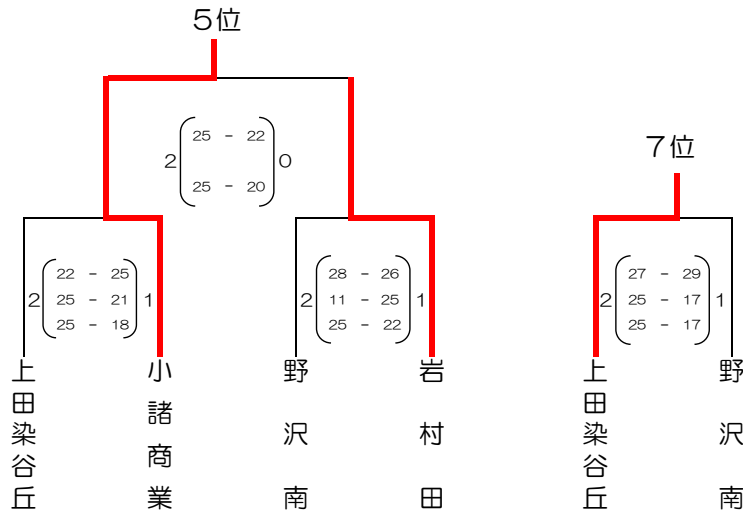 5位
25 - 22
2 0
25 - 20
7位
22 - 25
2 25 - 21 1
25 - 18
28 - 26
2 11 - 25 1
25 - 22
27 - 29
2 25 - 17 1
25 - 17
上田染谷丘
小諸商業
野沢南
岩村田
上田染谷丘
野沢南